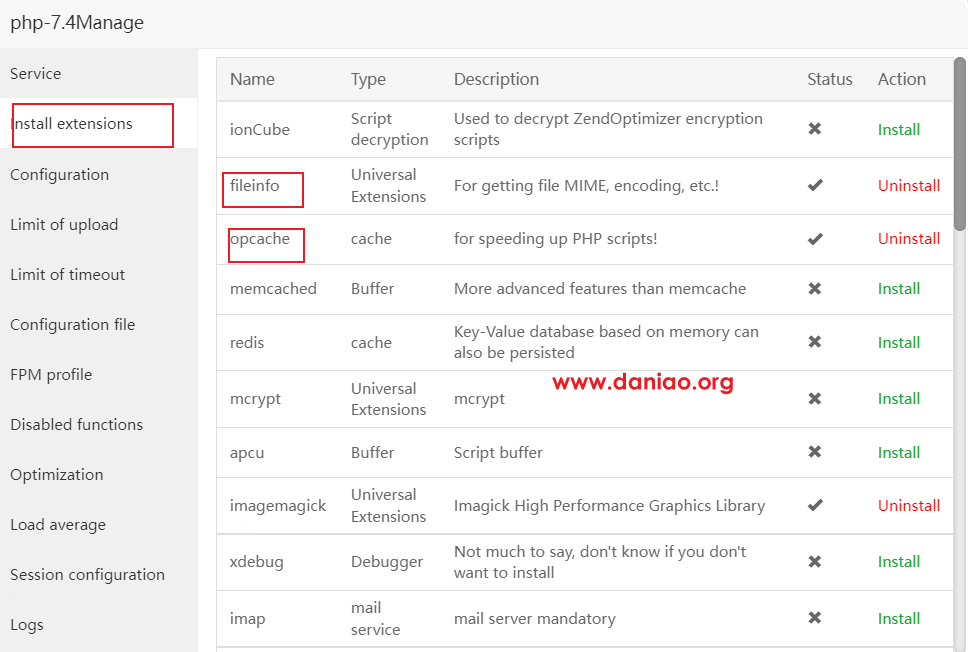 php-7.4Manage
Service
Install extensions
Configuration
Limit of upload
Limit of timeout
Configuration file
FPM profile
Disabled functions
Optimization
Load average
Session configuration
Logs
Name Type Description Status Action
ionCube Script decryption Used to decrypt ZendOptimizer encryption scripts ✖ Install
fileinfo Universal Extensions For getting file MIME, encoding, etc.! ✔ Uninstall
opcache cache for speeding up PHP scripts! ✔ Uninstall
memcached Buffer More advanced features than memcache ✖ Install
redis cache Key-Value database based on memory can also be persisted ✖ Install
www.daniao.org
mcrypt Universal Extensions mcrypt ✖ Install
apcu Buffer Script buffer ✖ Install
imagemagick Universal Extensions Imagick High Performance Graphics Library ✔ Uninstall
xdebug Debugger Not much to say, don't know if you don't want to install ✖ Install
imap mail service mail server mandatory ✖ Install